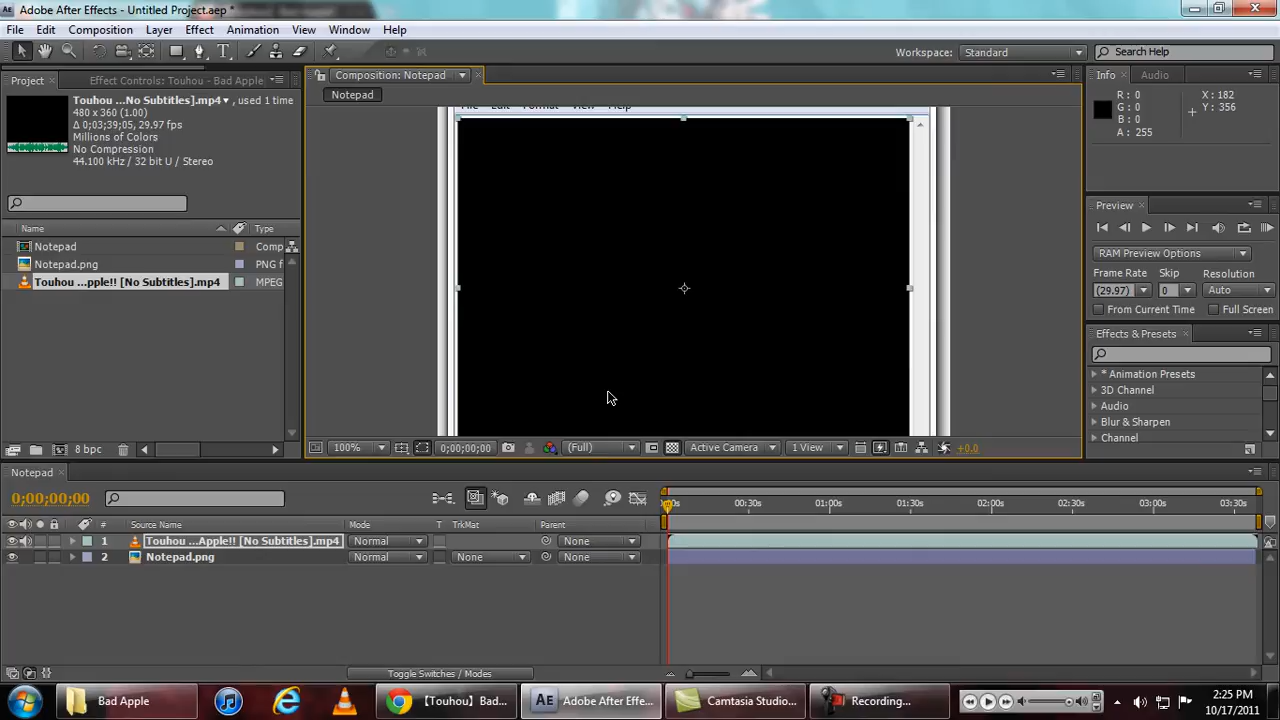 Adobe After Effects - Untitled Project.aep *
File Edit Composition Layer Effect Animation View Window Help
Workspace: Standard Search Help
Project Effect Controls: Touhou - Bad Apple
Composition: Notepad
Info Audio
Touhou ...No Subtitles].mp4 , used 1 time
480 x 360 (1.00)
Δ 0;03;39;05, 29.97 fps
Millions of Colors
No Compression
44.100 kHz / 32 bit U / Stereo
Notepad
File Edit Format View Help
R: 0
G: 0
B: 0
A: 255
X: 182
Y: 356
Name Type
Notepad Comp
Notepad.png PNG f
Touhou ...pple!! [No Subtitles].mp4 MPEG
8 bpc
Preview
RAM Preview Options
Frame Rate Skip Resolution
(29.97) 0 Auto
From Current Time Full Screen
Effects & Presets
* Animation Presets
3D Channel
Audio
Blur & Sharpen
Channel
100% 0;00;00;00 (Full) Active Camera 1 View +0.0
Notepad
0;00;00;00
00s 00:30s 01:00s 01:30s 02:00s 02:30s 03:00s 03:30s
# Source Name Mode T TrkMat Parent
1 Touhou ...Apple!! [No Subtitles].mp4 Normal None
2 Notepad.png Normal None None
Toggle Switches / Modes
Bad Apple
【Touhou】Bad...
AE Adobe After Effe...
Camtasia Studio...
Recording...
2:25 PM
10/17/2011